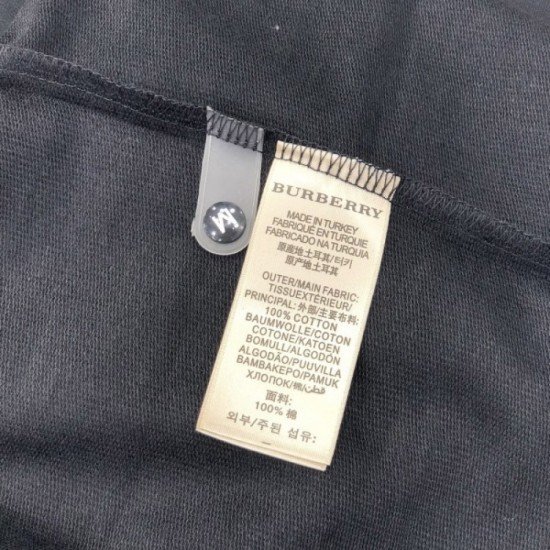 BURBERRY
MADE IN TURKEY
FABRIQUÉ EN TURQUIE
FABRICADO NA TURQUIA
原産地土耳其/터키
原产地土耳其
OUTER/MAIN FABRIC:
TISSUEXTÉRIEUR/
PRINCIPAL: 外部/主要布料:
100% COTTON
BAUMWOLLE/COTON
COTONE/KATOEN
BOMULL/ALGODÓN
ALGODÃO/PUUVILLA
BAMBAKEPO/PAMUK
ХЛОПОК/棉/قطن
面料:
100% 棉
외부/주된 섬유: